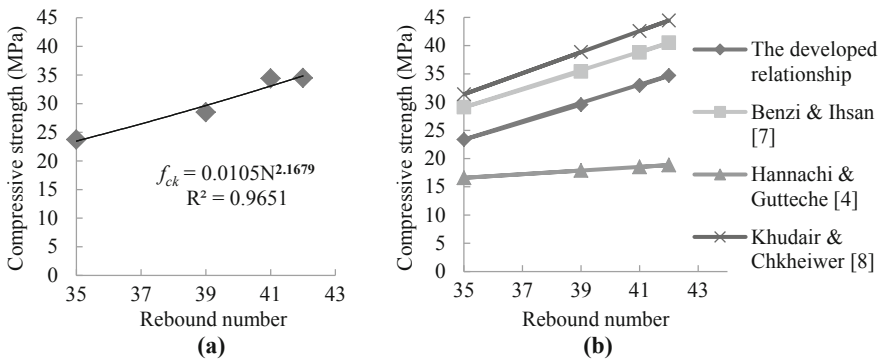 Compressive strength (MPa)
45
40
35
30
25
20
15
10
5
0
f_ck = 0.0105N^2.1679
R² = 0.9651
35
37
39
41
43
Rebound number
(a)
Compressive strength (MPa)
45
40
35
30
25
20
15
10
5
0
35
37
39
41
43
Rebound number
(b)
The developed
relationship
Benzi & Ihsan
[7]
Hannachi &
Gutteche [4]
Khudair &
Chkheiwer [8]